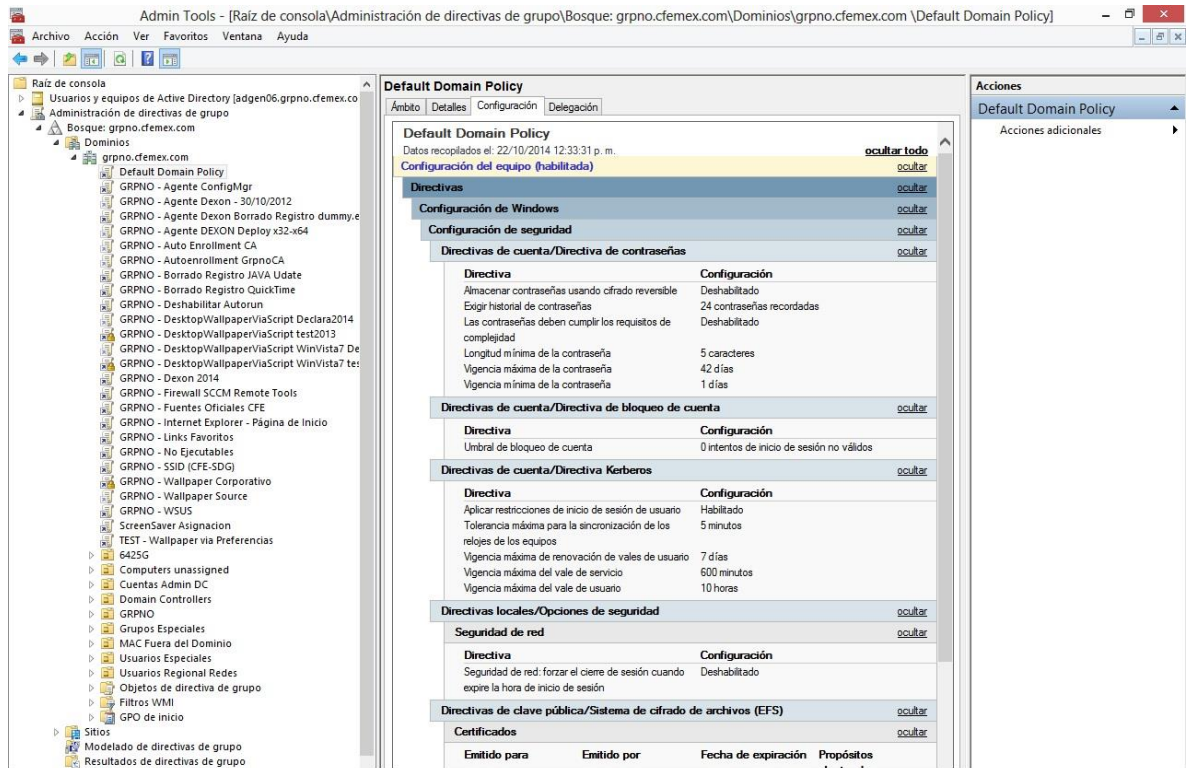 Admin Tools - [Raíz de consola\Administración de directivas de grupo\Bosque: grpno.cfemex.com\Dominios\grpno.cfemex.com \Default Domain Policy]
Archivo Acción Ver Favoritos Ventana Ayuda
Raíz de consola
Usuarios y equipos de Active Directory [adgen06.grpno.cfemex.co
Administración de directivas de grupo
Bosque: grpno.cfemex.com
Dominios
grpno.cfemex.com
Default Domain Policy
GRPNO - Agente ConfigMgr
GRPNO - Agente Dexon - 30/10/2012
GRPNO - Agente Dexon Borrado Registro dummy.e
GRPNO - Agente DEXON Deploy x32-x64
GRPNO - Auto Enrollment CA
GRPNO - Autoenrollment GrpnoCA
GRPNO - Borrado Registro JAVA Udate
GRPNO - Borrado Registro QuickTime
GRPNO - Deshabilitar Autorun
GRPNO - DesktopWallpaperViaScript Declara2014
GRPNO - DesktopWallpaperViaScript test2013
GRPNO - DesktopWallpaperViaScript WinVista7 De
GRPNO - DesktopWallpaperViaScript WinVista7 tes
GRPNO - Dexon 2014
GRPNO - Firewall SCCM Remote Tools
GRPNO - Fuentes Oficiales CFE
GRPNO - Internet Explorer - Página de Inicio
GRPNO - Links Favoritos
GRPNO - No Ejecutables
GRPNO - SSID (CFE-SDG)
GRPNO - Wallpaper Corporativo
GRPNO - Wallpaper Source
GRPNO - WSUS
ScreenSaver Asignacion
TEST - Wallpaper via Preferencias
6425G
Computers unassigned
Cuentas Admin DC
Domain Controllers
GRPNO
Grupos Especiales
MAC Fuera del Dominio
Usuarios Especiales
Usuarios Regional Redes
Objetos de directiva de grupo
Filtros WMI
GPO de inicio
Sitios
Modelado de directivas de grupo
Resultados de directivas de grupo
Default Domain Policy
Ámbito Detalles Configuración Delegación
Default Domain Policy
Datos recopilados el: 22/10/2014 12:33:31 p. m. ocultar todo
Configuración del equipo (habilitada) ocultar
Directivas ocultar
Configuración de Windows ocultar
Configuración de seguridad ocultar
Directivas de cuenta/Directiva de contraseñas ocultar
Directiva Configuración
Almacenar contraseñas usando cifrado reversible Deshabilitado
Exigir historial de contraseñas 24 contraseñas recordadas
Las contraseñas deben cumplir los requisitos de Deshabilitado
complejidad
Longitud mínima de la contraseña 5 caracteres
Vigencia máxima de la contraseña 42 días
Vigencia mínima de la contraseña 1 días
Directivas de cuenta/Directiva de bloqueo de cuenta ocultar
Directiva Configuración
Umbral de bloqueo de cuenta 0 intentos de inicio de sesión no válidos
Directivas de cuenta/Directiva Kerberos ocultar
Directiva Configuración
Aplicar restricciones de inicio de sesión de usuario Habilitado
Tolerancia máxima para la sincronización de los 5 minutos
relojes de los equipos
Vigencia máxima de renovación de vales de usuario 7 días
Vigencia máxima del vale de servicio 600 minutos
Vigencia máxima del vale de usuario 10 horas
Directivas locales/Opciones de seguridad ocultar
Seguridad de red ocultar
Directiva Configuración
Seguridad de red: forzar el cierre de sesión cuando Deshabilitado
expire la hora de inicio de sesión
Directivas de clave pública/Sistema de cifrado de archivos (EFS) ocultar
Certificados ocultar
Emitido para Emitido por Fecha de expiración Propósitos
Acciones
Default Domain Policy
Acciones adicionales